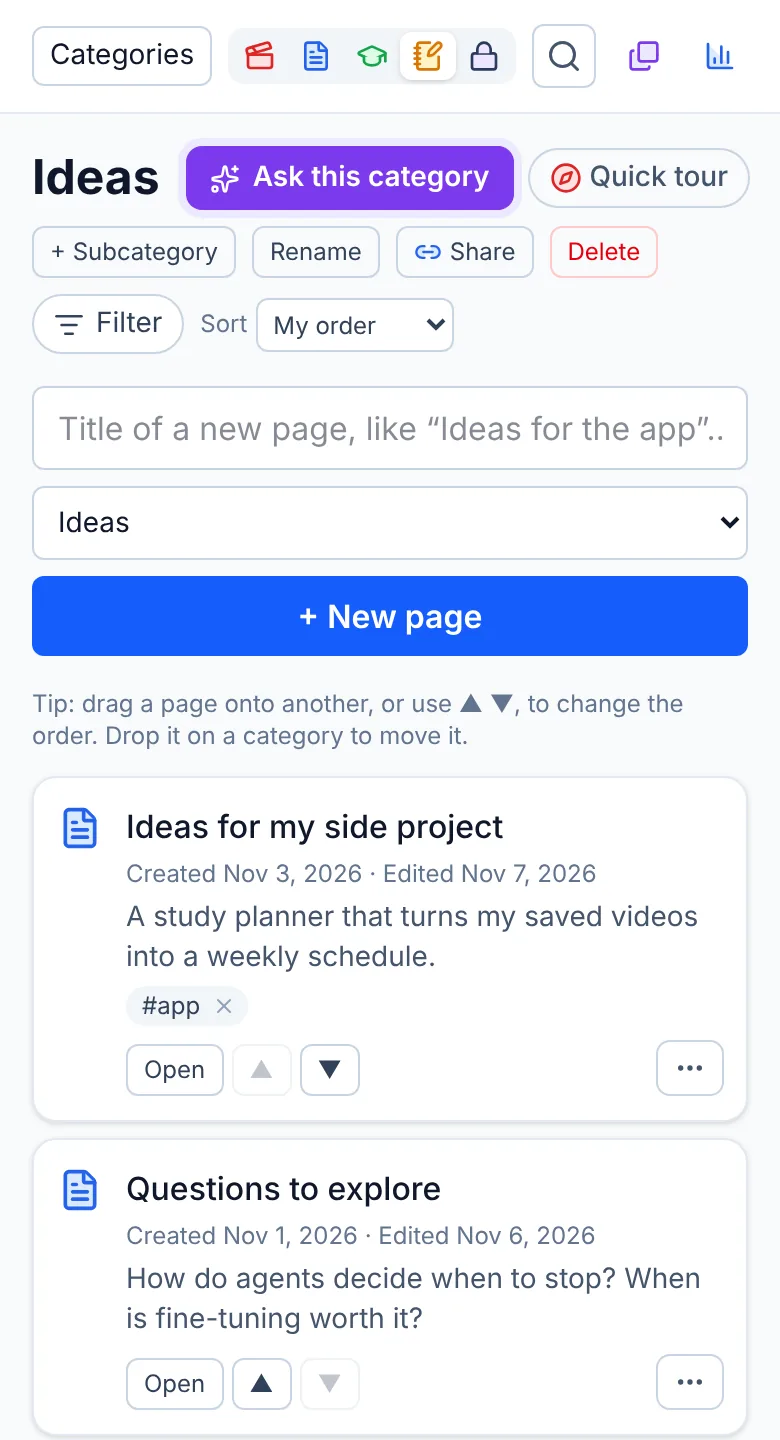 Categories
Ideas
Ask this category
Quick tour
+ Subcategory
Rename
Share
Delete
Filter
Sort
My order
Title of a new page, like “Ideas for the app”..
Ideas
+ New page
Tip: drag a page onto another, or use ▲ ▼, to change the
order. Drop it on a category to move it.
Ideas for my side project
Created Nov 3, 2026 · Edited Nov 7, 2026
A study planner that turns my saved videos
into a weekly schedule.
#app ×
Open ▲ ▼ ···
Questions to explore
Created Nov 1, 2026 · Edited Nov 6, 2026
How do agents decide when to stop? When
is fine-tuning worth it?
Open ▲ ▼ ···